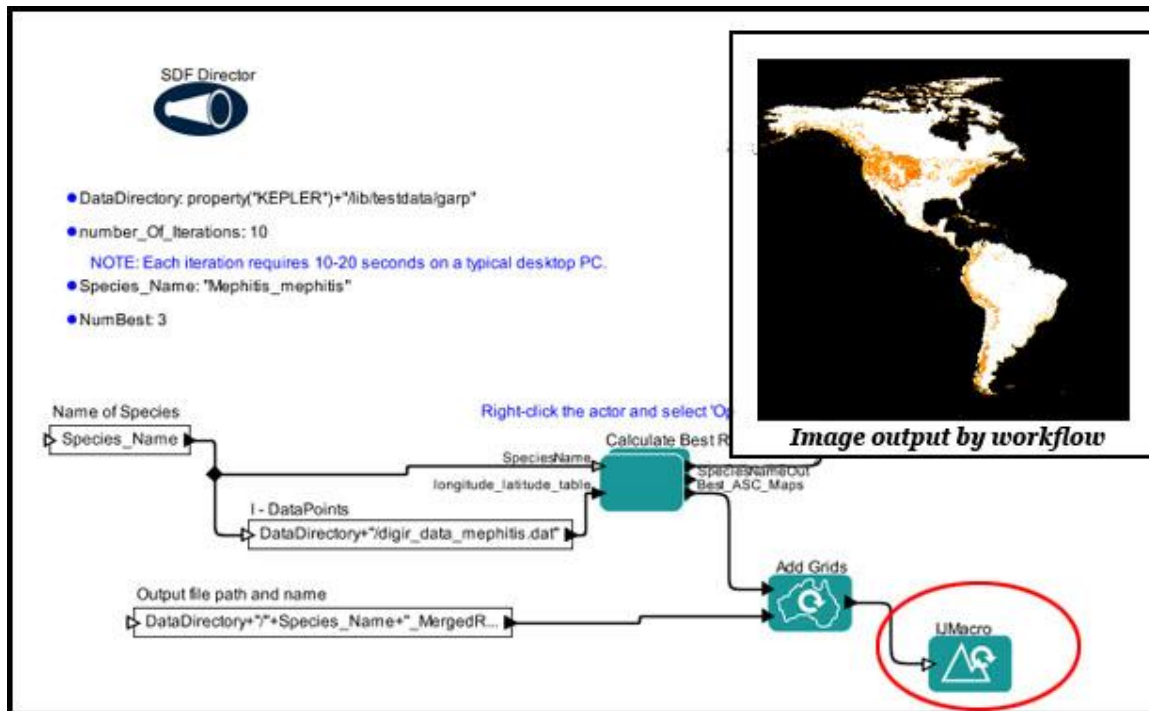 SDF Director
DataDirectory: property("KEPLER")+"/lib/testdata/garp"
number_Of_Iterations: 10
NOTE: Each iteration requires 10-20 seconds on a typical desktop PC.
Species_Name: "Mephitis_mephitis"
NumBest: 3
Image output by workflow
Name of Species
Species_Name
Right-click the actor and select 'Op
Calculate Best R
SpeciesName
SpeciesNameOut
longitude_latitude_table
Best_ASC_Maps
I - DataPoints
DataDirectory+"/digir_data_mephitis.dat"
Add Grids
Output file path and name
DataDirectory+"/"+Species_Name+"_MergedR...
IJMacro